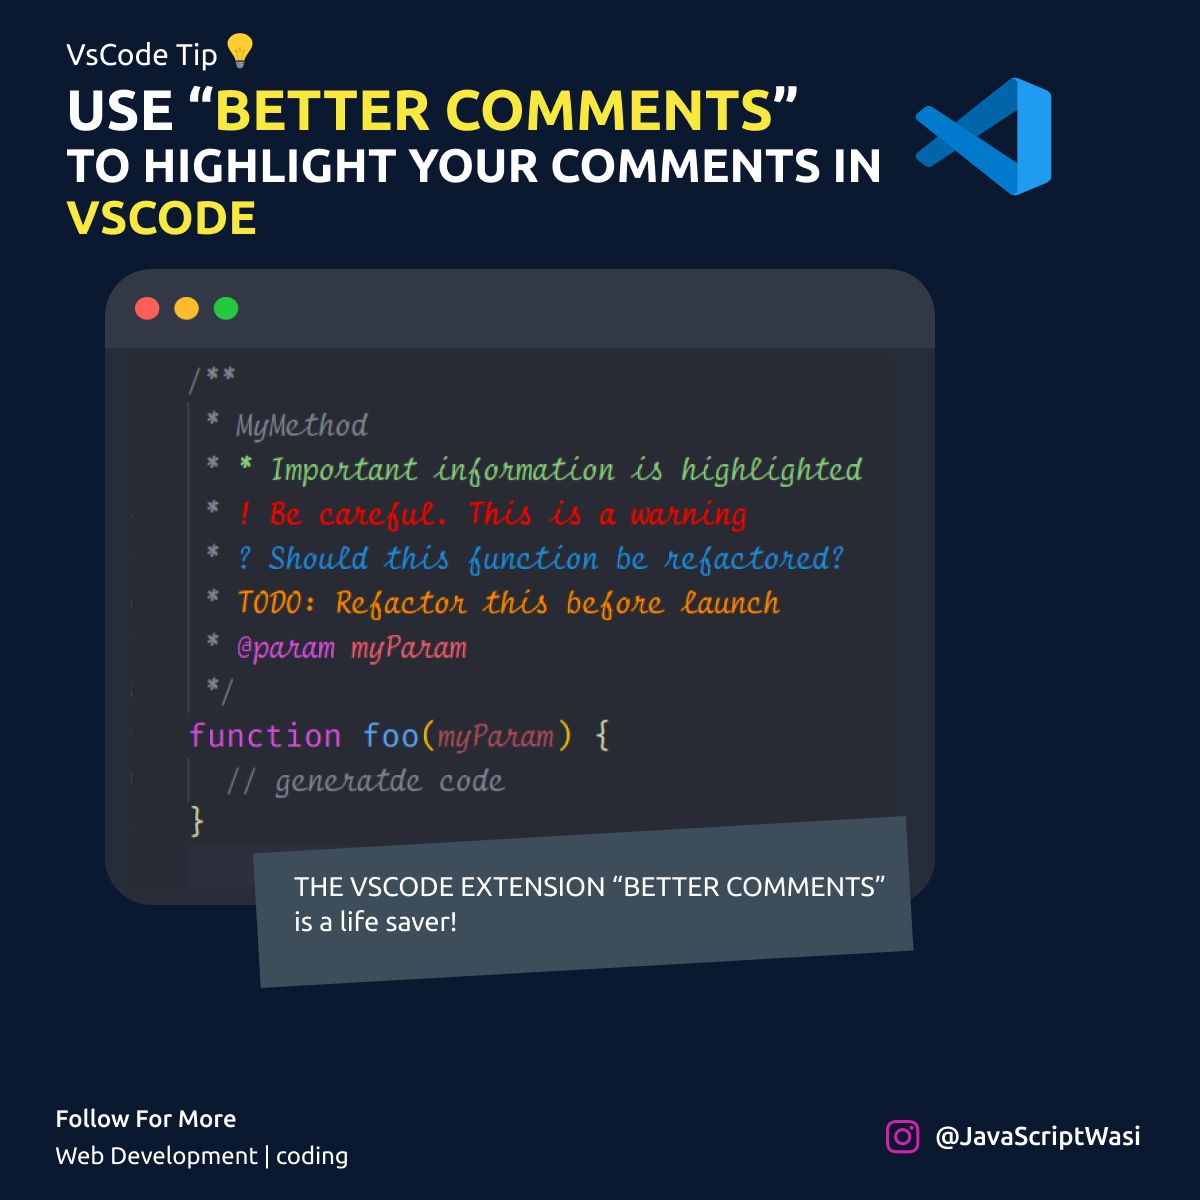 VsCode Tip
USE “BETTER COMMENTS”
TO HIGHLIGHT YOUR COMMENTS IN
VSCODE
/**
* MyMethod
* * Important information is highlighted
* ! Be careful. This is a warning
* ? Should this function be refactored?
* TODO: Refactor this before launch
* @param myParam
*/
function foo(myParam) {
// generatde code
}
THE VSCODE EXTENSION “BETTER COMMENTS”
is a life saver!
Follow For More
Web Development | coding
@JavaScriptWasi